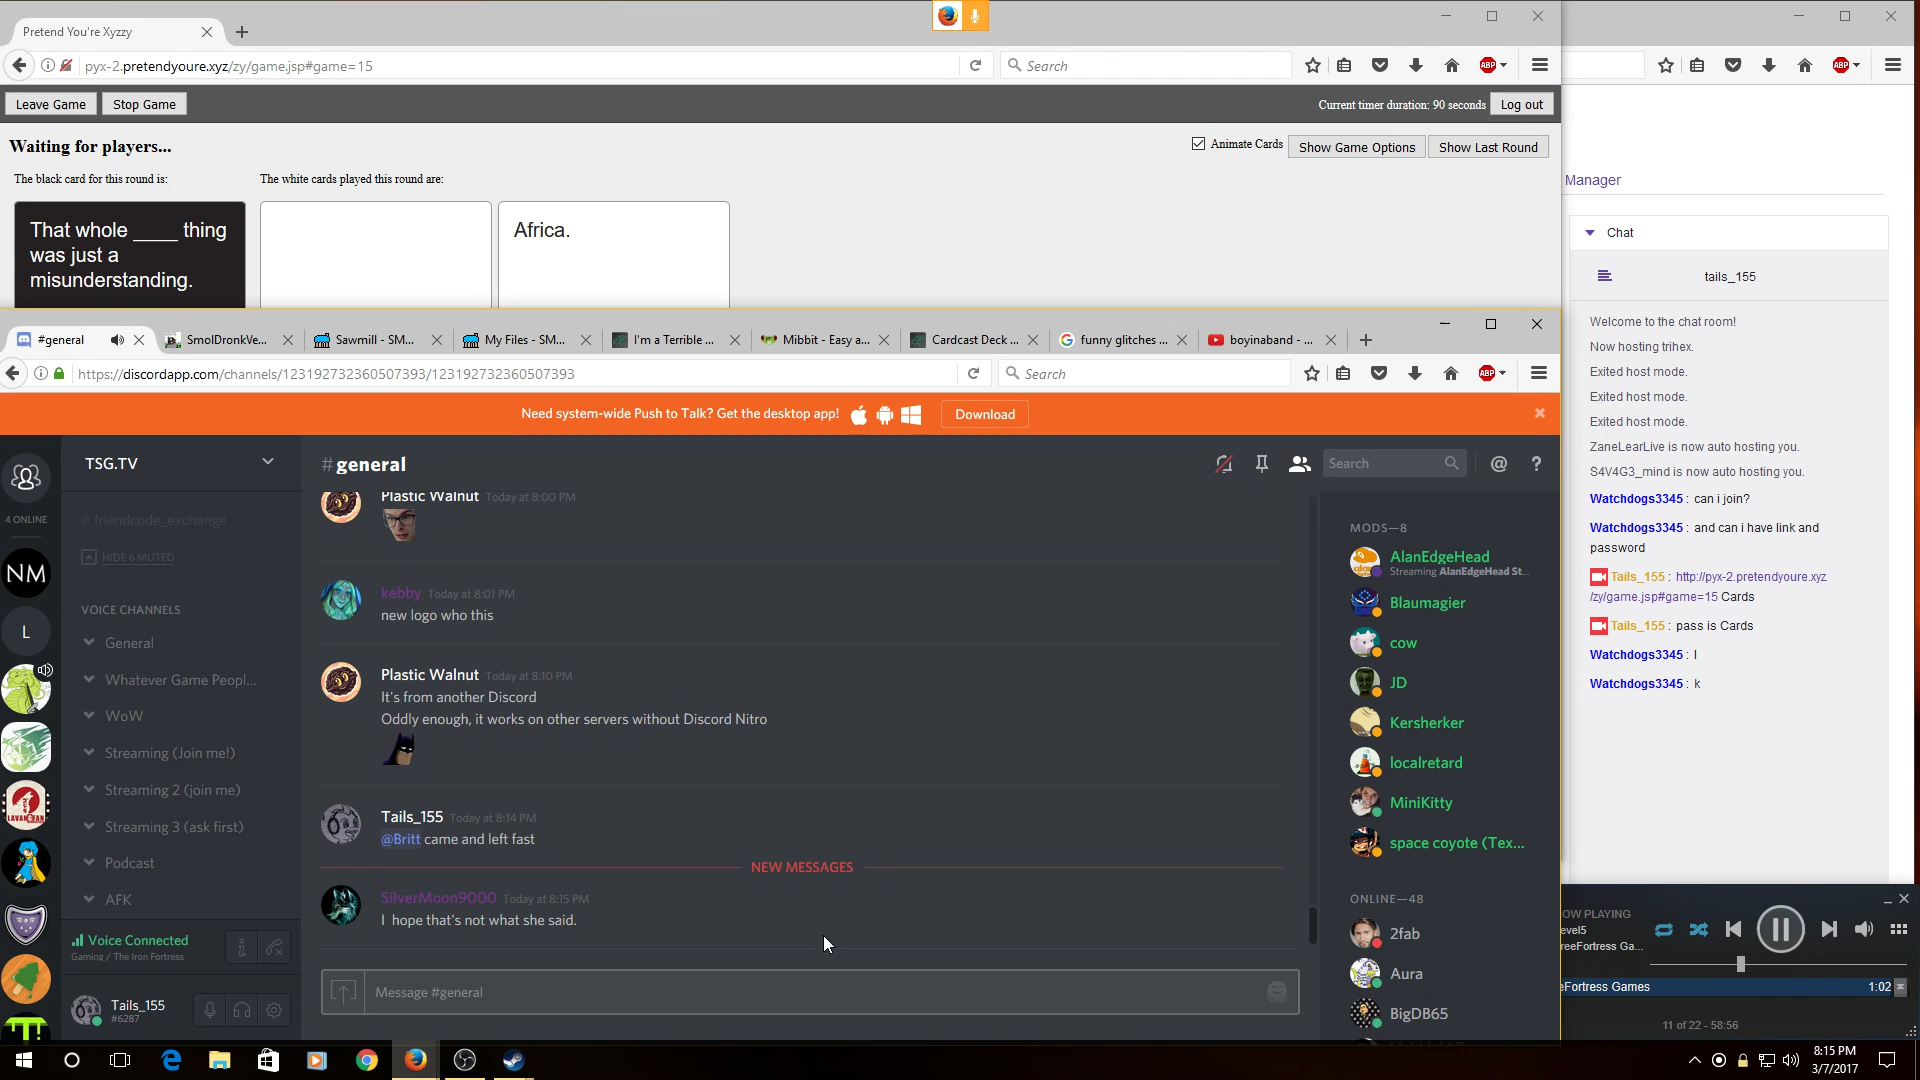 Pretend You're Xyzzy
pyx-2.pretendyoure.xyz/zy/game.jsp#game=15
Search
ABP
ABP
Leave Game
Stop Game
Current timer duration: 90 seconds
Log out
Waiting for players...
Animate Cards
Show Game Options
Show Last Round
The black card for this round is:
The white cards played this round are:
That whole ____ thing
was just a
misunderstanding.
Africa.
Manager
Chat
tails_155
Welcome to the chat room!
Now hosting trihex.
Exited host mode.
Exited host mode.
Exited host mode.
ZaneLearLive is now auto hosting you.
S4V4G3_mind is now auto hosting you.
Watchdogs3345 : can i join?
Watchdogs3345 : and can i have link and
password
Tails_155 : http://pyx-2.pretendyoure.xyz
/zy/game.jsp#game=15 Cards
Tails_155 : pass is Cards
Watchdogs3345 : I
Watchdogs3345 : k
#general
SmolDronkVe...
Sawmill - SM...
My Files - SM...
I'm a Terrible ...
Mibbit - Easy a...
Cardcast Deck ...
funny glitches ...
boyinaband - ...
https://discordapp.com/channels/123192732360507393/123192732360507393
Search
ABP
Need system-wide Push to Talk? Get the desktop app!
Download
TSG.TV
#general
Search
4 ONLINE
NM
L
LAVANTAN
# friendcode_exchange
HIDE 6 MUTED
VOICE CHANNELS
General
Whatever Game Peopl...
WoW
Streaming (Join me!)
Streaming 2 (join me)
Streaming 3 (ask first)
Podcast
AFK
Voice Connected
Gaming / The Iron Fortress
Tails_155
#6287
Plastic Walnut Today at 8:00 PM
kebby Today at 8:01 PM
new logo who this
Plastic Walnut Today at 8:10 PM
It's from another Discord
Oddly enough, it works on other servers without Discord Nitro
Tails_155 Today at 8:14 PM
@Britt came and left fast
NEW MESSAGES
SilverMoon9000 Today at 8:15 PM
I hope that's not what she said.
Message #general
MODS—8
AlanEdgeHead
Streaming AlanEdgeHead St...
Blaumagier
cow
JD
Kersherker
localretard
MiniKitty
space coyote (Tex...
ONLINE—48
2fab
Aura
BigDB65
OW PLAYING
evel5
reeFortress Ga...
eFortress Games
1:02
11 of 22 - 58:56
8:15 PM
3/7/2017